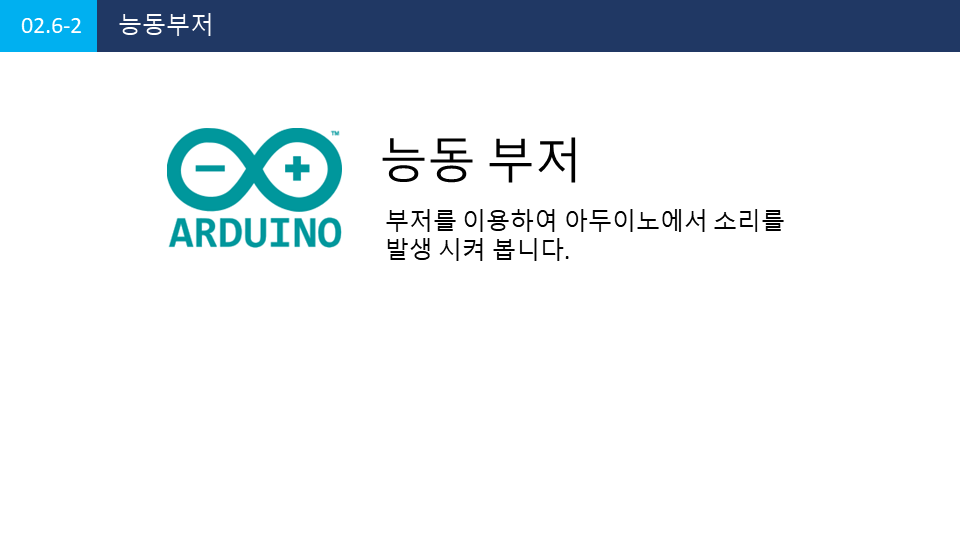 02.6-2 능동부저
TM
ARDUINO
능동 부저
부저를 이용하여 아두이노에서 소리를
발생 시켜 봅니다.